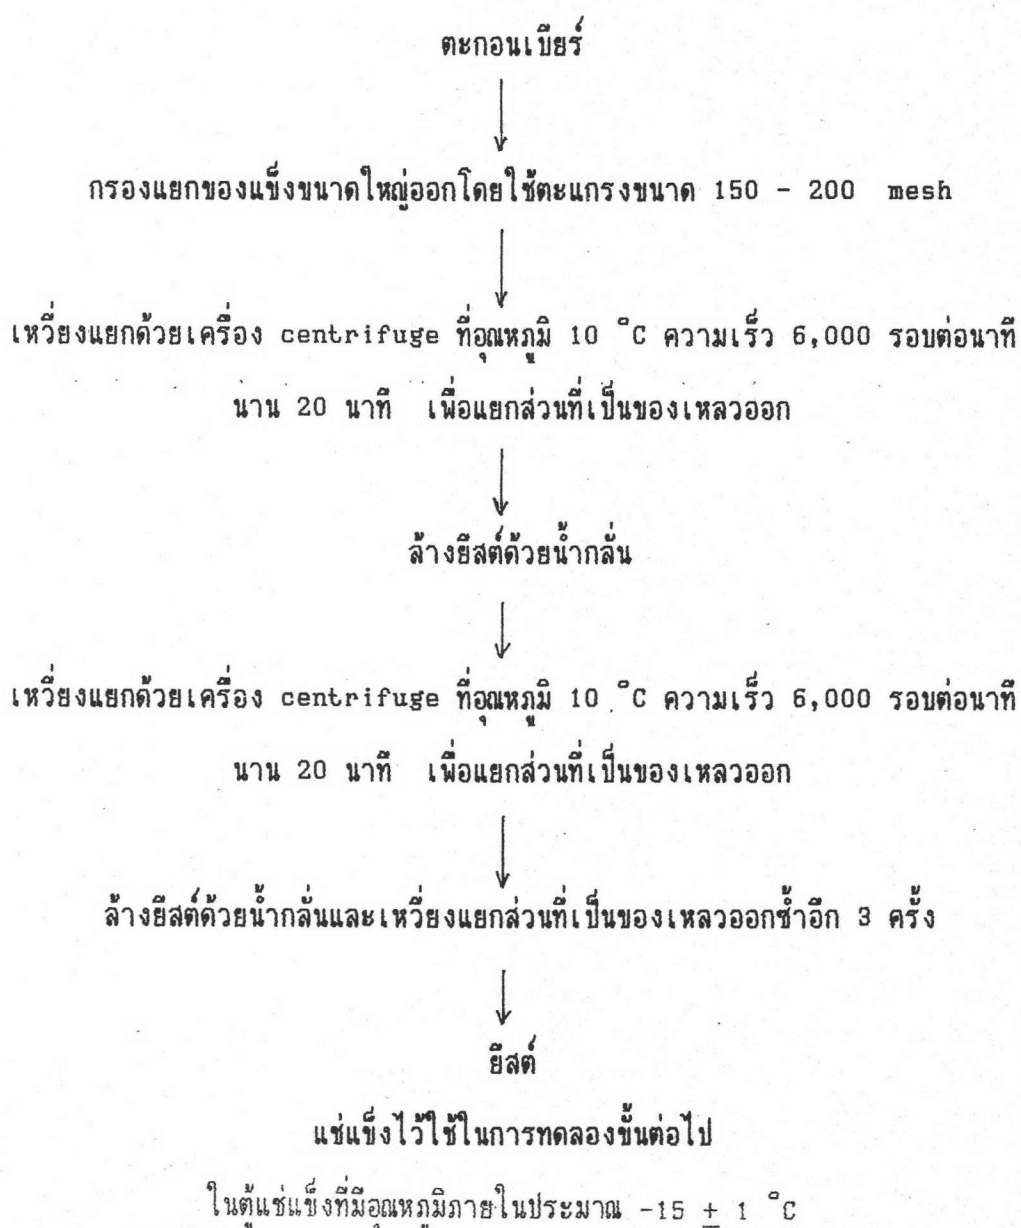 ตะกอนเบียร์
กรองแยกของแข็งขนาดใหญ่ออกโดยใช้ตะแกรงขนาด 150 - 200 mesh
เหวี่ยงแยกด้วยเครื่อง centrifuge ที่อุณหภูมิ 10 °C ความเร็ว 6,000 รอบต่อนาที
นาน 20 นาที เพื่อแยกส่วนที่เป็นของเหลวออก
ล้างยีสต์ด้วยน้ำกลั่น
เหวี่ยงแยกด้วยเครื่อง centrifuge ที่อุณหภูมิ 10 °C ความเร็ว 6,000 รอบต่อนาที
นาน 20 นาที เพื่อแยกส่วนที่เป็นของเหลวออก
ล้างยีสต์ด้วยน้ำกลั่นและเหวี่ยงแยกส่วนที่เป็นของเหลวออกซ้ำอีก 3 ครั้ง
ยีสต์
แช่แข็งไว้ใช้ในการทดลองขั้นต่อไป
ในตู้แช่แข็งที่มีอุณหภูมิภายในประมาณ -15 ± 1 °C